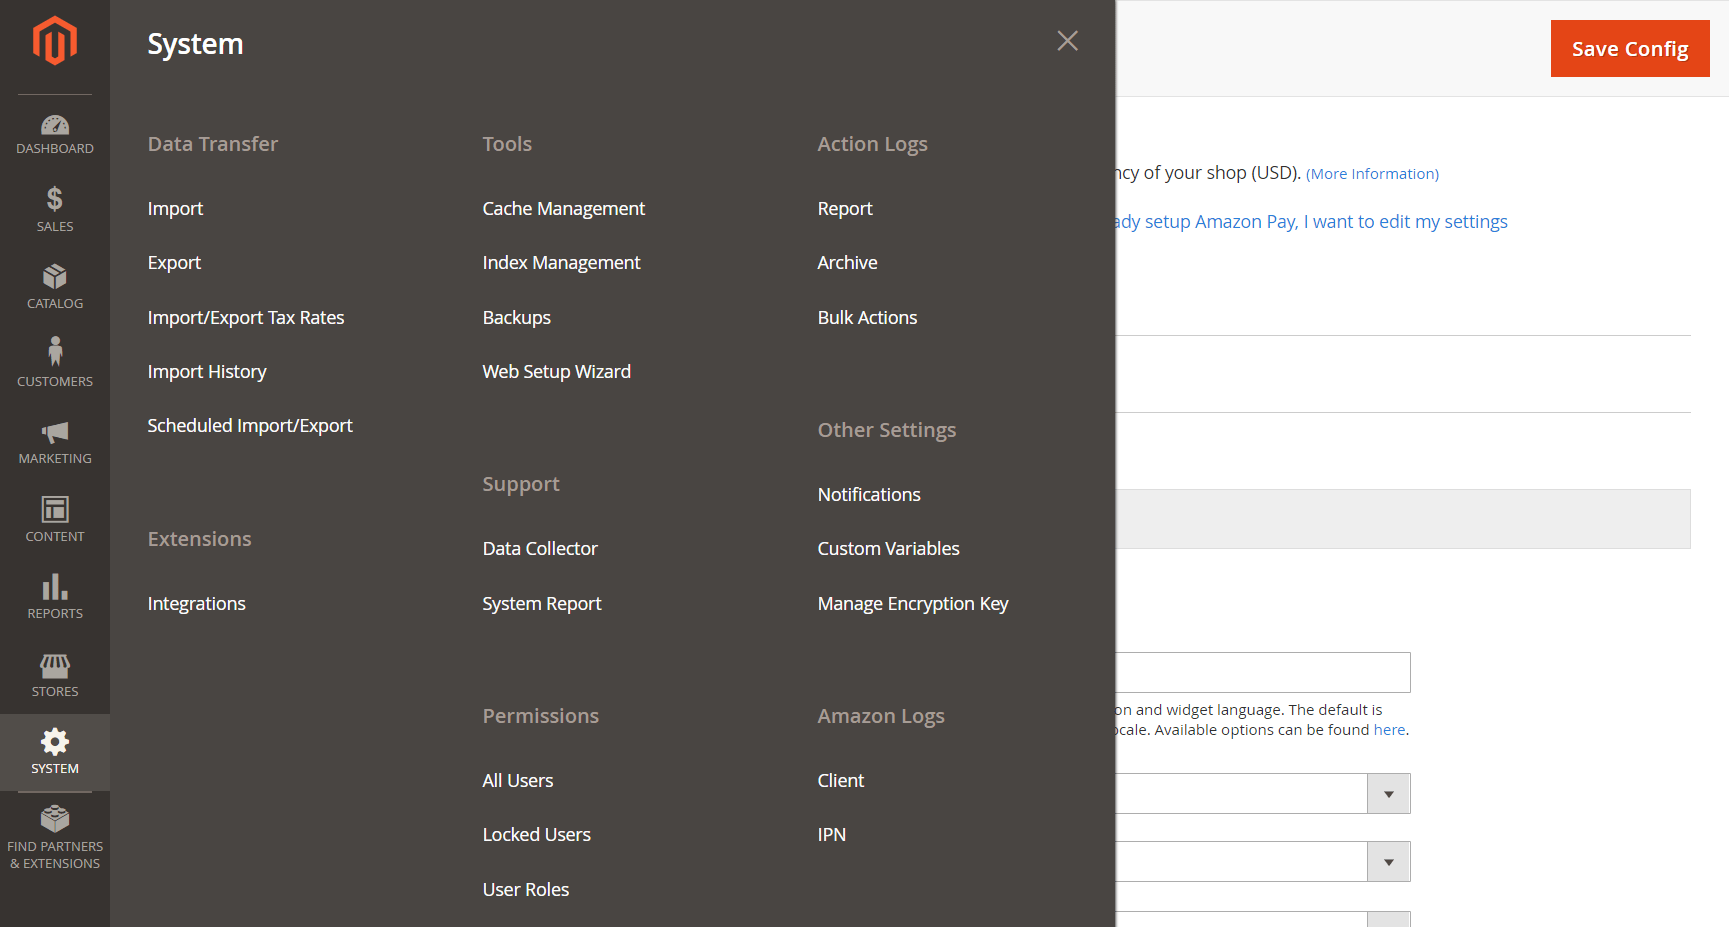 DASHBOARD
SALES
CATALOG
CUSTOMERS
MARKETING
CONTENT
REPORTS
STORES
SYSTEM
FIND PARTNERS
& EXTENSIONS
System
Data Transfer
Import
Export
Import/Export Tax Rates
Import History
Scheduled Import/Export
Extensions
Integrations
Tools
Cache Management
Index Management
Backups
Web Setup Wizard
Support
Data Collector
System Report
Permissions
All Users
Locked Users
User Roles
Action Logs
Report
Archive
Bulk Actions
Other Settings
Notifications
Custom Variables
Manage Encryption Key
Amazon Logs
Client
IPN
Save Config
of your shop (USD). (More Information)
setup Amazon Pay, I want to edit my settings
and widget language. The default is
Available options can be found here.